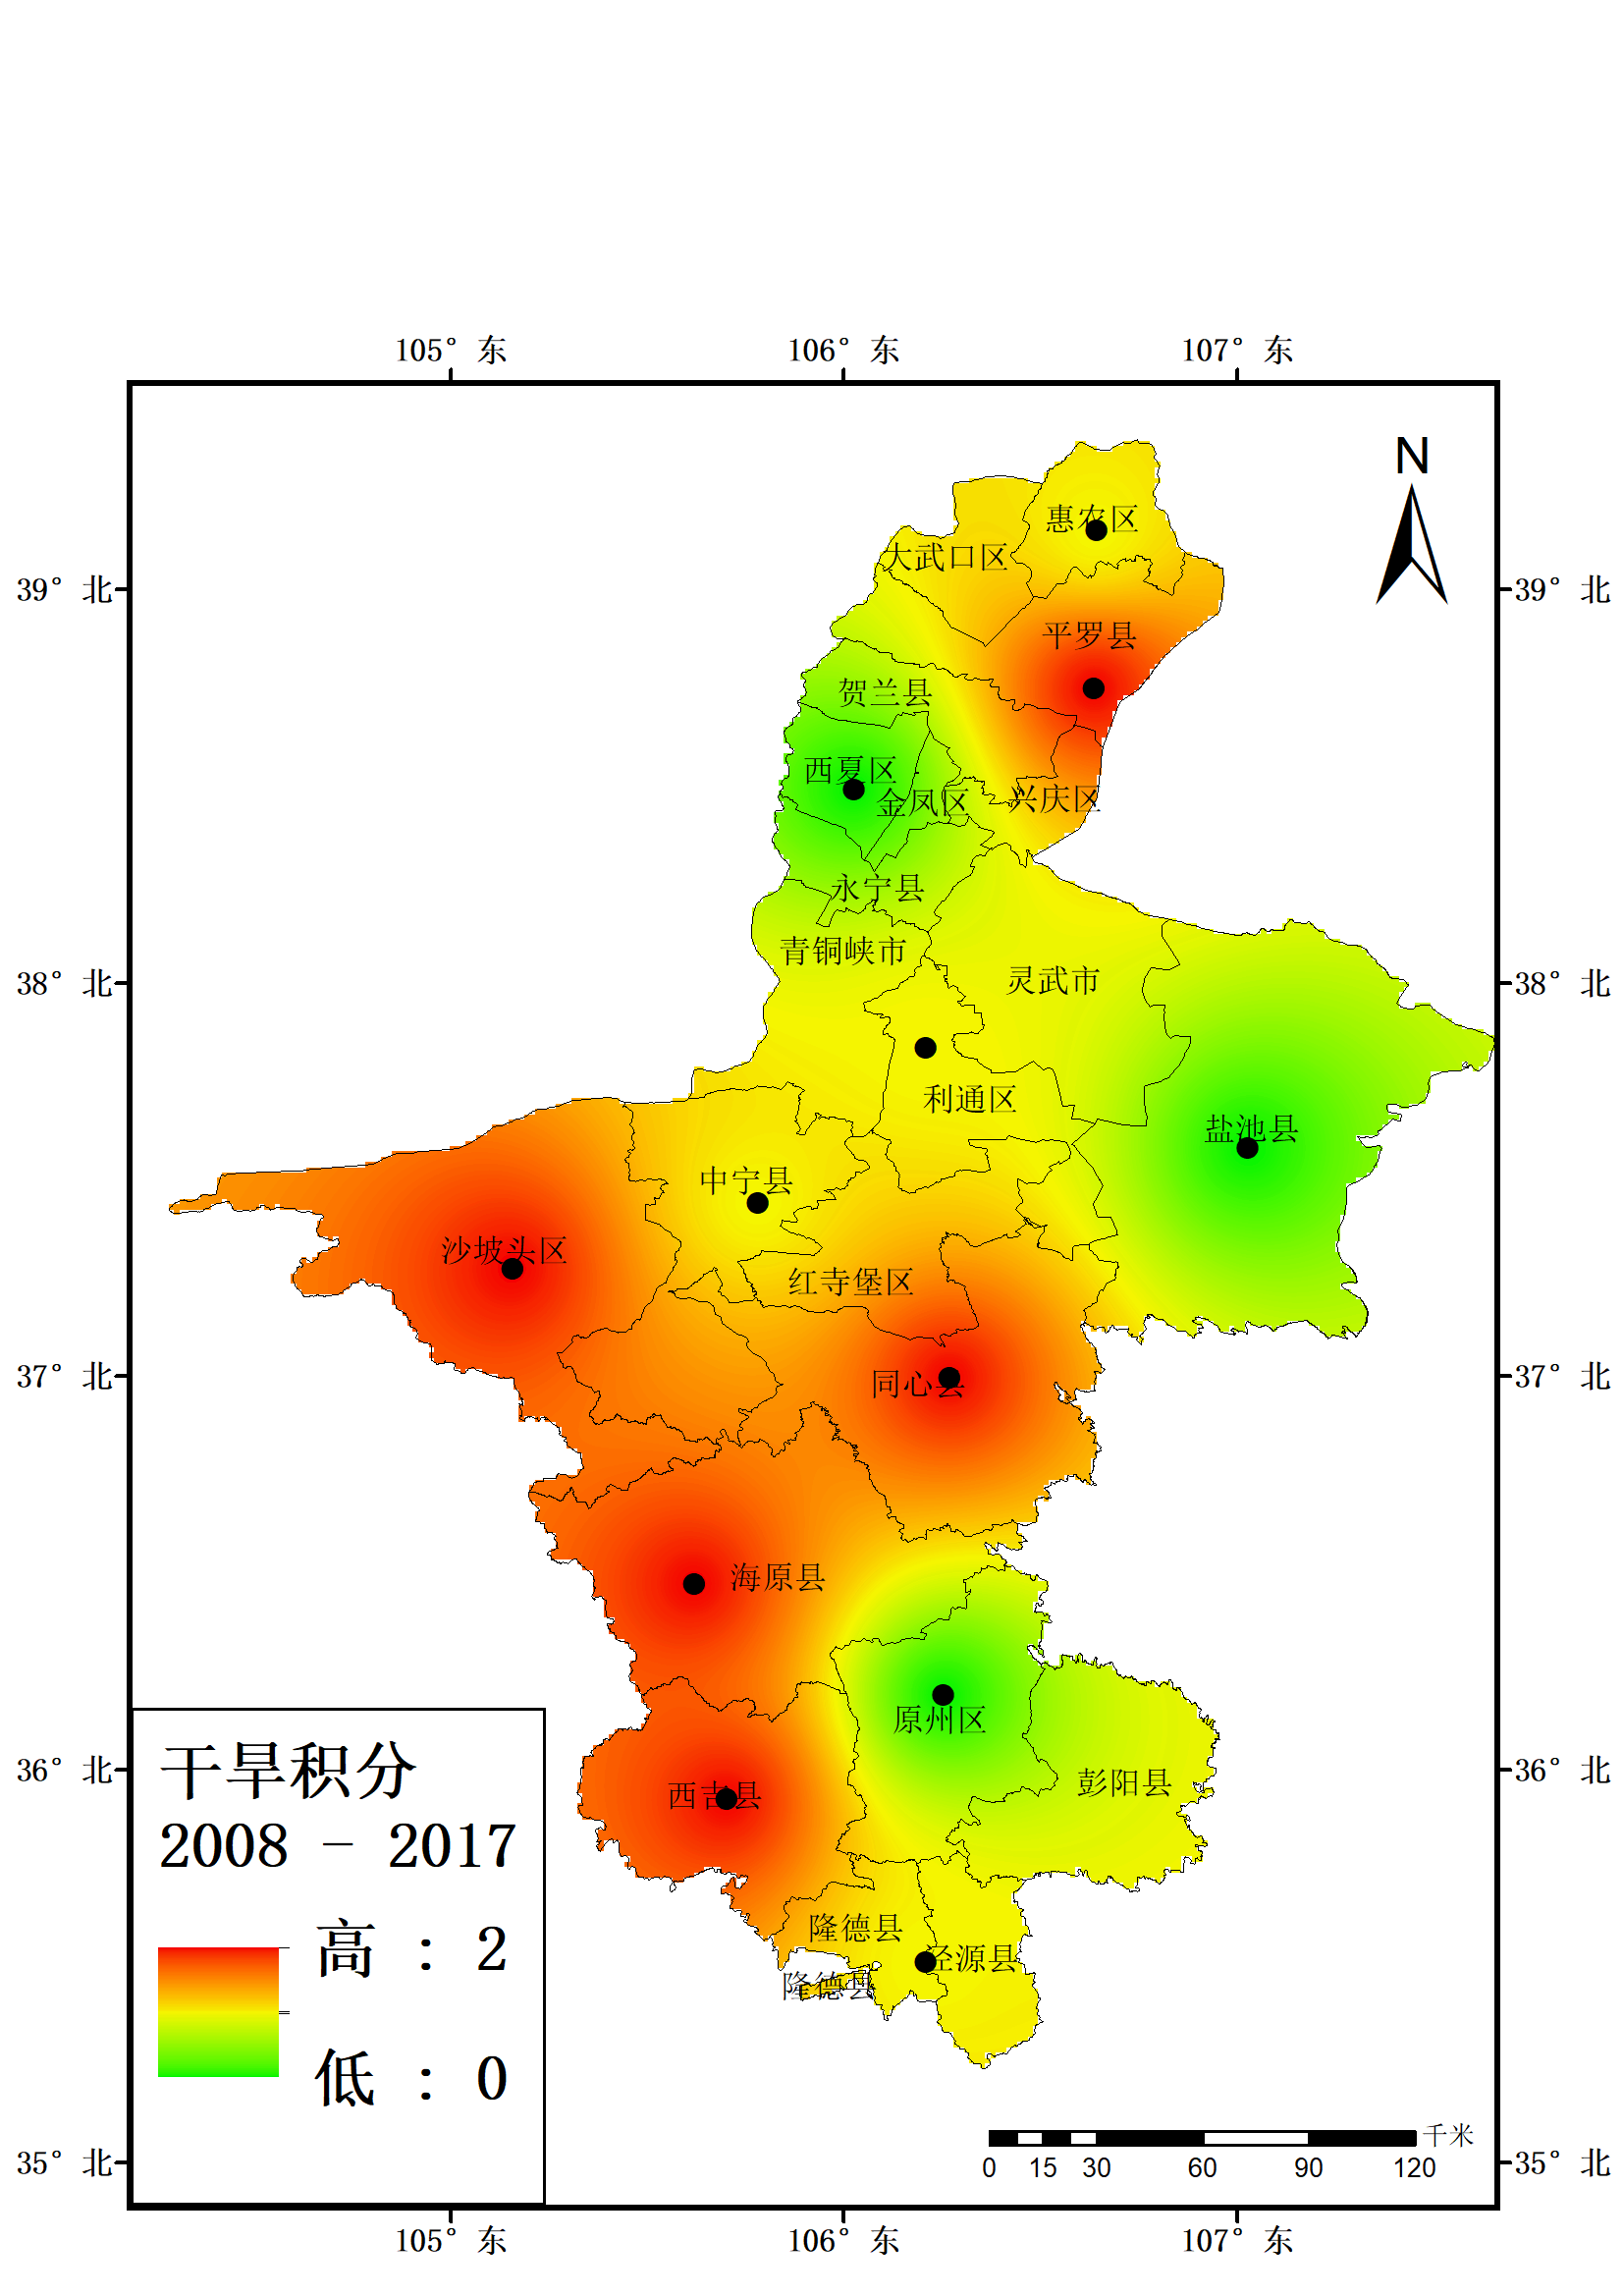 105° 东 106° 东 107° 东
N
惠农区
大武口区
39° 北 39° 北
平罗县
贺兰县
西夏区
金凤区 兴庆区
永宁县
青铜峡市
38° 北 灵武市 38° 北
利通区
盐池县
中宁县
沙坡头区
红寺堡区
37° 北 同心县 37° 北
海原县
原州区
36° 北 彭阳县 36° 北
西吉县
干旱积分
2008 - 2017
高 : 2
低 : 0
隆德县
泾源县
隆德县
千米
0 15 30 60 90 120
35° 北 35° 北
105° 东 106° 东 107° 东